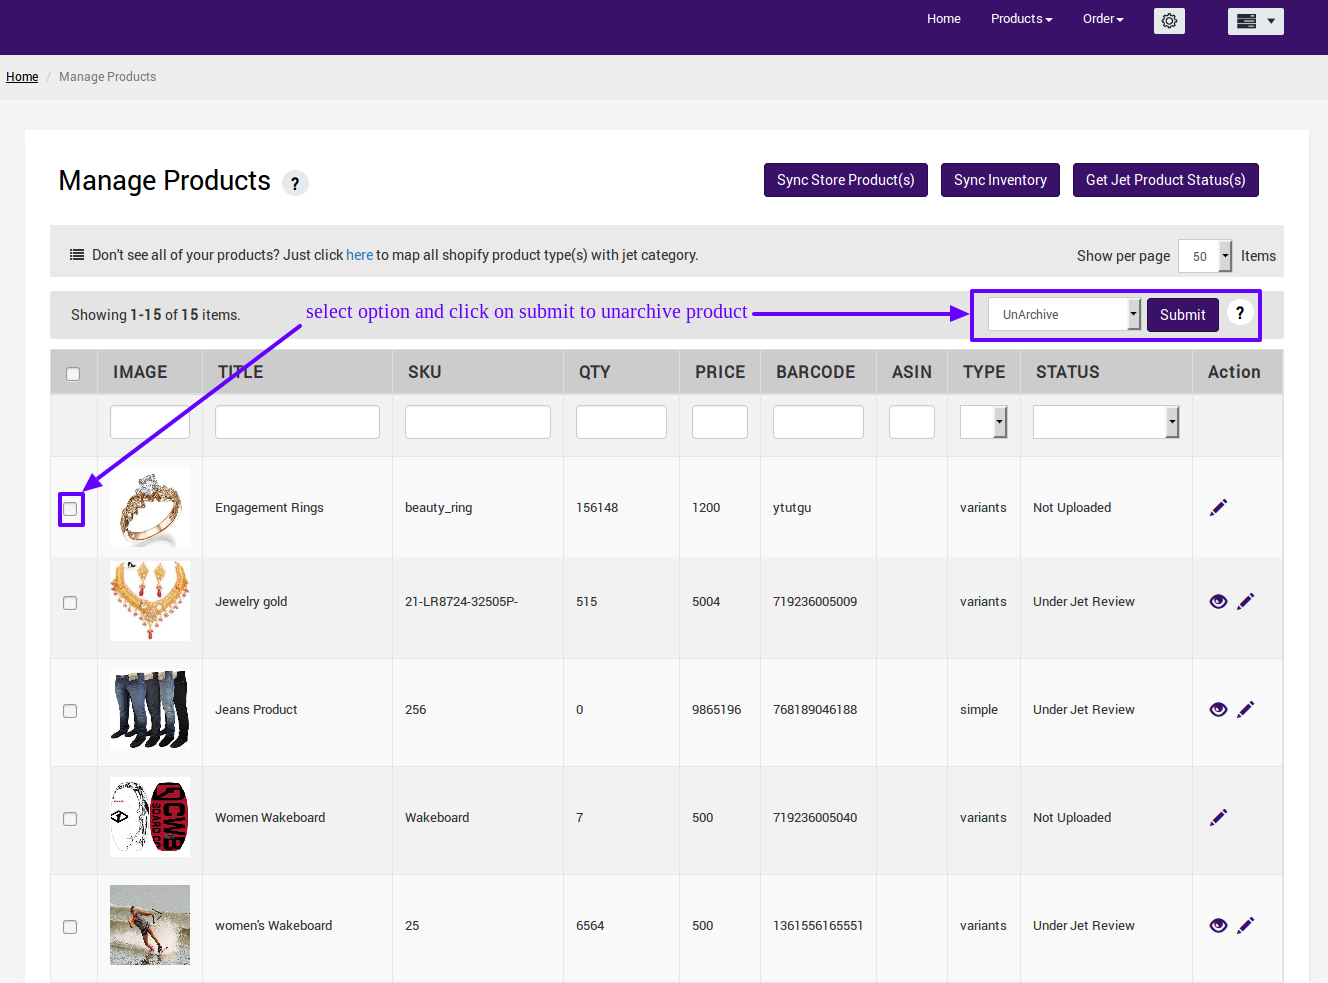 Home Products Order
Home / Manage Products
Manage Products ?
Sync Store Product(s) Sync Inventory Get Jet Product Status(s)
Don't see all of your products? Just click here to map all shopify product type(s) with jet category.
Show per page 50 Items
Showing 1-15 of 15 items.
select option and click on submit to unarchive product
UnArchive Submit ?
IMAGE TITLE SKU QTY PRICE BARCODE ASIN TYPE STATUS Action
Engagement Rings beauty_ring 156148 1200 ytutgu variants Not Uploaded
Jewelry gold 21-LR8724-32505P- 515 5004 719236005009 variants Under Jet Review
Jeans Product 256 0 9865196 768189046188 simple Under Jet Review
CWB
Women Wakeboard Wakeboard 7 500 719236005040 variants Not Uploaded
women's Wakeboard 25 6564 500 1361556165551 variants Under Jet Review